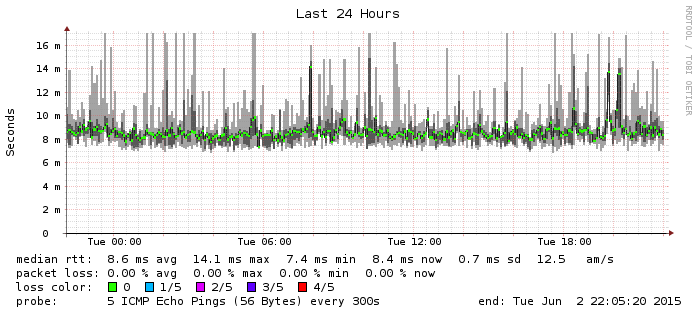 Last 24 Hours
RRDTOOL / TOBI OETIKER
Seconds
16 m
14 m
12 m
10 m
8 m
6 m
4 m
2 m
0
Tue 00:00 Tue 06:00 Tue 12:00 Tue 18:00
median rtt: 8.6 ms avg 14.1 ms max 7.4 ms min 8.4 ms now 0.7 ms sd 12.5 am/s
packet loss: 0.00 % avg 0.00 % max 0.00 % min 0.00 % now
loss color: 0 1/5 2/5 3/5 4/5
probe: 5 ICMP Echo Pings (56 Bytes) every 300s end: Tue Jun 2 22:05:20 2015